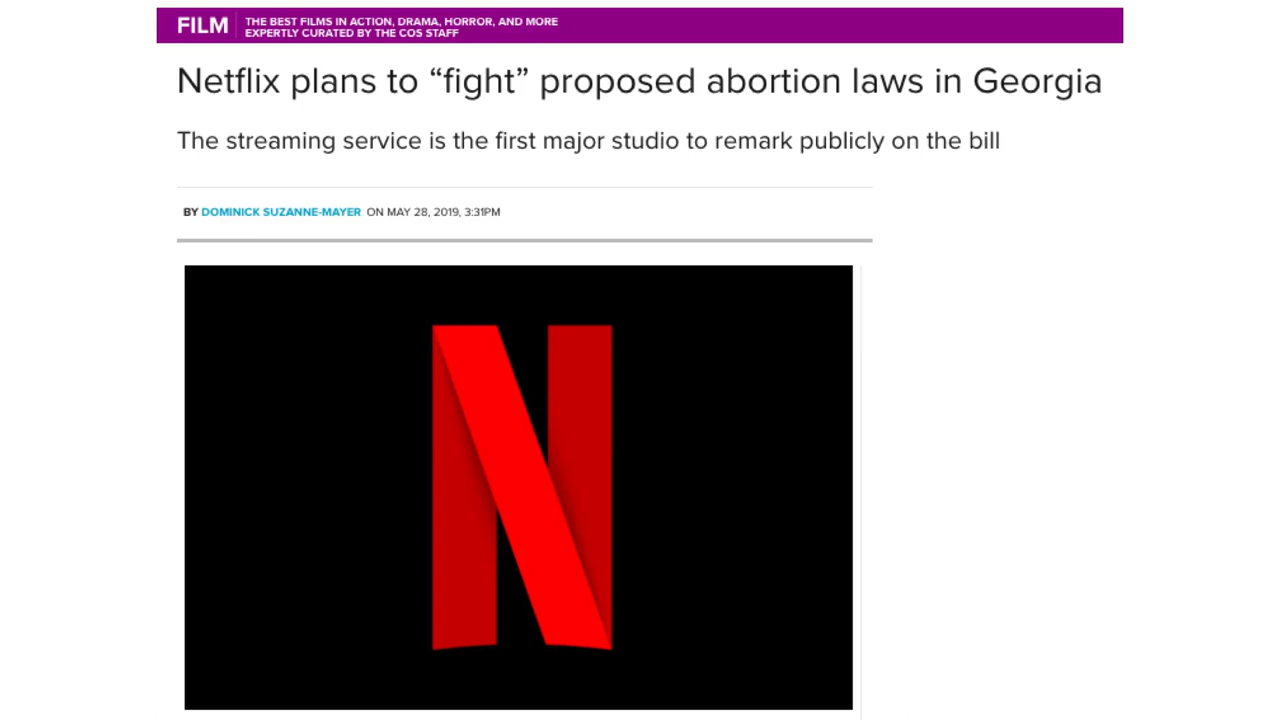 FILM
THE BEST FILMS IN ACTION, DRAMA, HORROR, AND MORE
EXPERTLY CURATED BY THE COS STAFF
Netflix plans to “fight” proposed abortion laws in Georgia
The streaming service is the first major studio to remark publicly on the bill
BY DOMINICK SUZANNE-MAYER ON MAY 28, 2019, 3:31PM
N